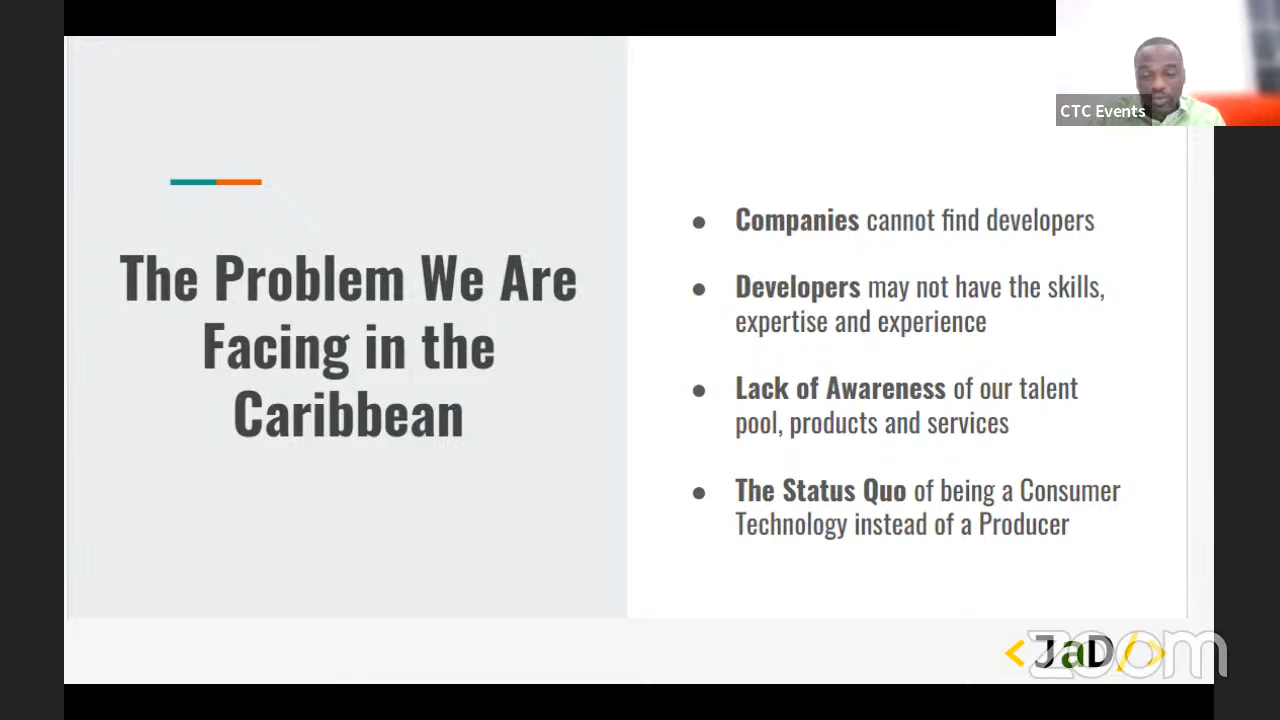 CTC Events
The Problem We Are
Facing in the
Caribbean
● Companies cannot find developers
● Developers may not have the skills,
expertise and experience
● Lack of Awareness of our talent
pool, products and services
● The Status Quo of being a Consumer
Technology instead of a Producer
<JaD/>
zoom